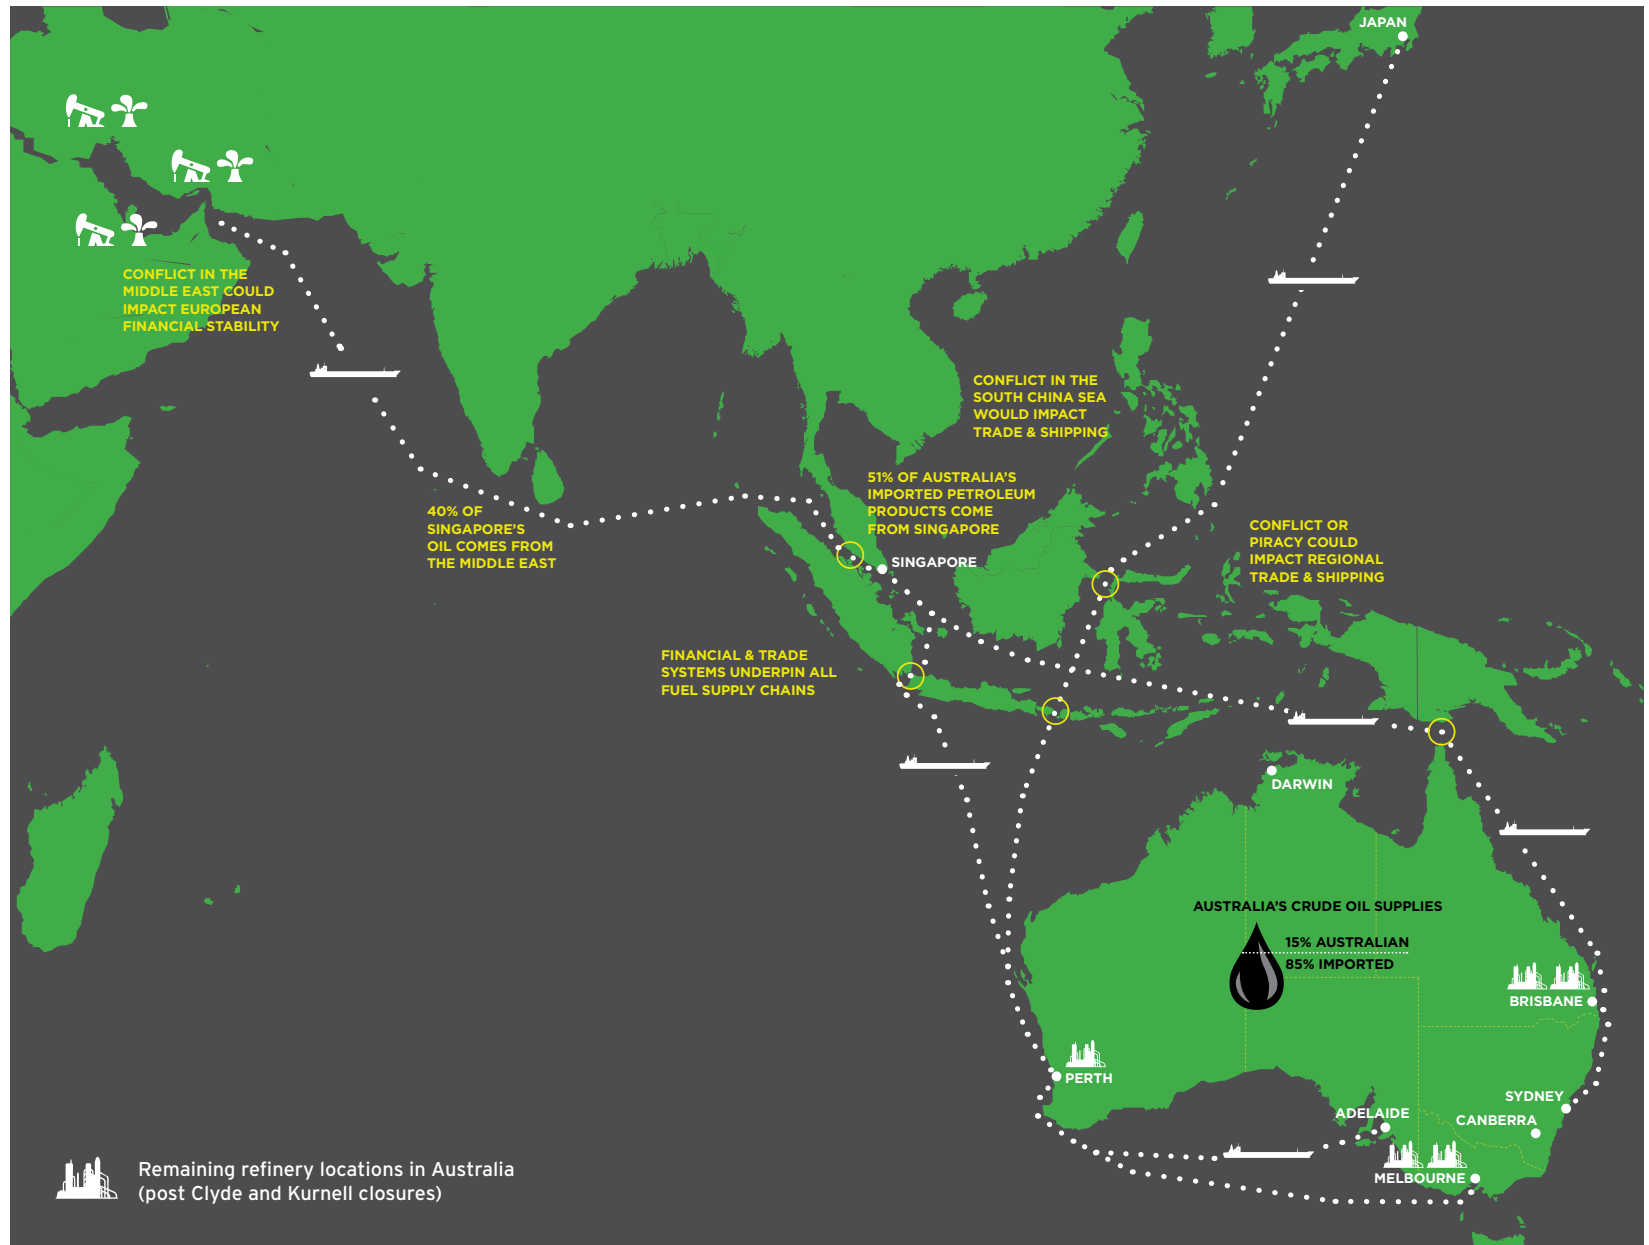 JAPAN
CONFLICT IN THE
MIDDLE EAST COULD
IMPACT EUROPEAN
FINANCIAL STABILITY
CONFLICT IN THE
SOUTH CHINA SEA
WOULD IMPACT
TRADE & SHIPPING
51% OF AUSTRALIA'S
IMPORTED PETROLEUM
PRODUCTS COME
FROM SINGAPORE
40% OF
SINGAPORE'S
OIL COMES FROM
THE MIDDLE EAST
CONFLICT OR
PIRACY COULD
IMPACT REGIONAL
TRADE & SHIPPING
SINGAPORE
FINANCIAL & TRADE
SYSTEMS UNDERPIN ALL
FUEL SUPPLY CHAINS
DARWIN
AUSTRALIA'S CRUDE OIL SUPPLIES
15% AUSTRALIAN
85% IMPORTED
BRISBANE
PERTH
SYDNEY
ADELAIDE
CANBERRA
MELBOURNE
Remaining refinery locations in Australia
(post Clyde and Kurnell closures)